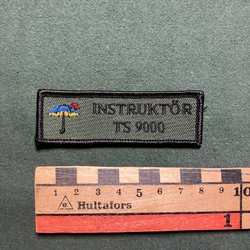 INSTRUKTÖR
TS 9000
1 2 3 4 5 6 7 8 9 10
Hultafors
1